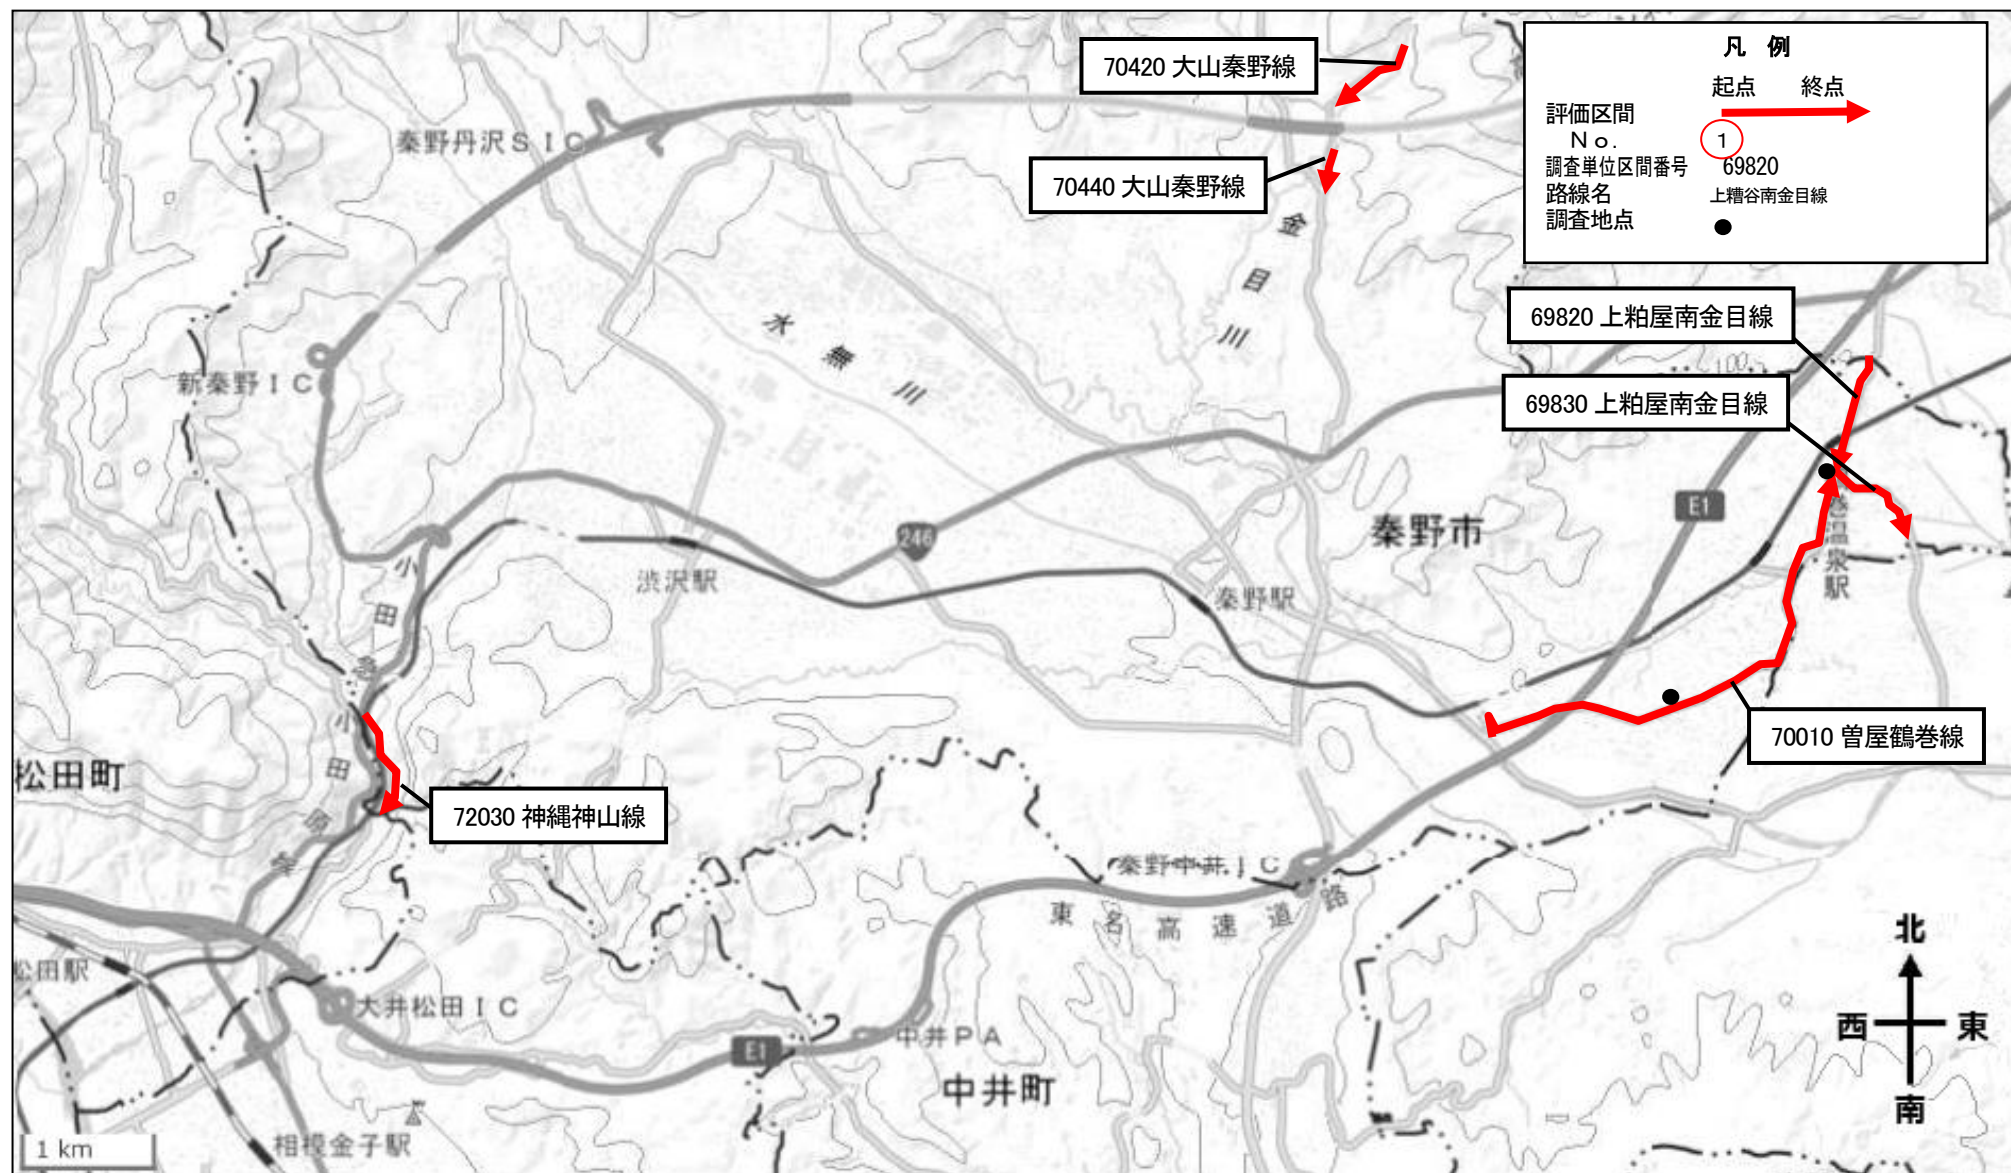 70420 大山秦野線
70440 大山秦野線
凡 例
起点 終点
評価区間
No.
1
調査単位区間番号 69820
路線名 上糟谷南金目線
調査地点
秦野丹沢SIC
金目川
水無川
新秦野IC
69820 上粕屋南金目線
69830 上粕屋南金目線
100
E1
246
秦野市
小田急小田原線
渋沢駅
秦野駅
温泉駅
70010 曽屋鶴巻線
松田町
72030 神縄神山線
秦野中井IC
東名高速道路
松田駅
大井松田IC
E1
中井PA
中井町
相模金子駅
1 km
北
西 東
南